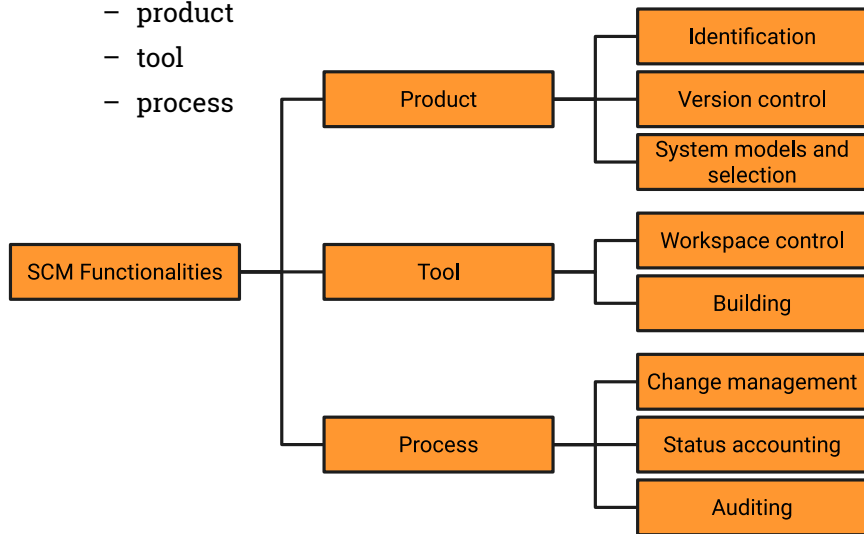 – product
– tool
– process
SCM Functionalities
Product
Identification
Version control
System models and
selection
Tool
Workspace control
Building
Process
Change management
Status accounting
Auditing